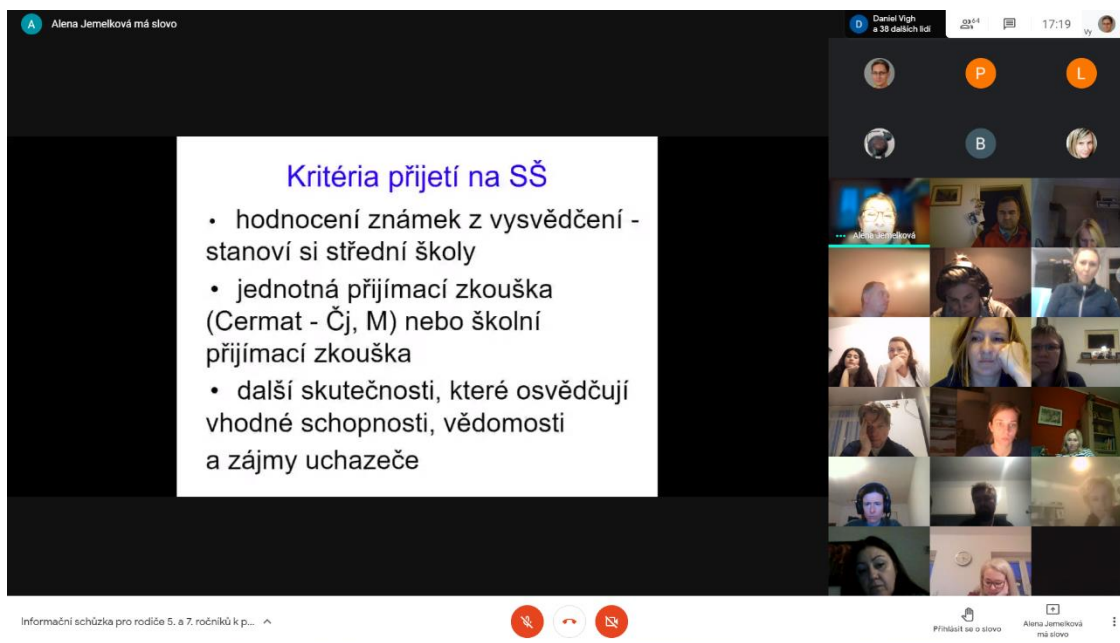 A
Alena Jemelková má slovo
D
Daniel Vigh
a 38 dalších lidí
64
17:19
Vy
P
L
B
Kritéria přijetí na SŠ
• hodnocení známek z vysvědčení -
stanoví si střední školy
• jednotná přijímací zkouška
(Cermat - Čj, M) nebo školní
přijímací zkouška
• další skutečnosti, které osvědčují
vhodné schopnosti, vědomosti
a zájmy uchazeče
Alena Jemelková
Informační schůzka pro rodiče 5. a 7. ročníků k p...
Přihlásit se o slovo
Alena Jemelková
má slovo